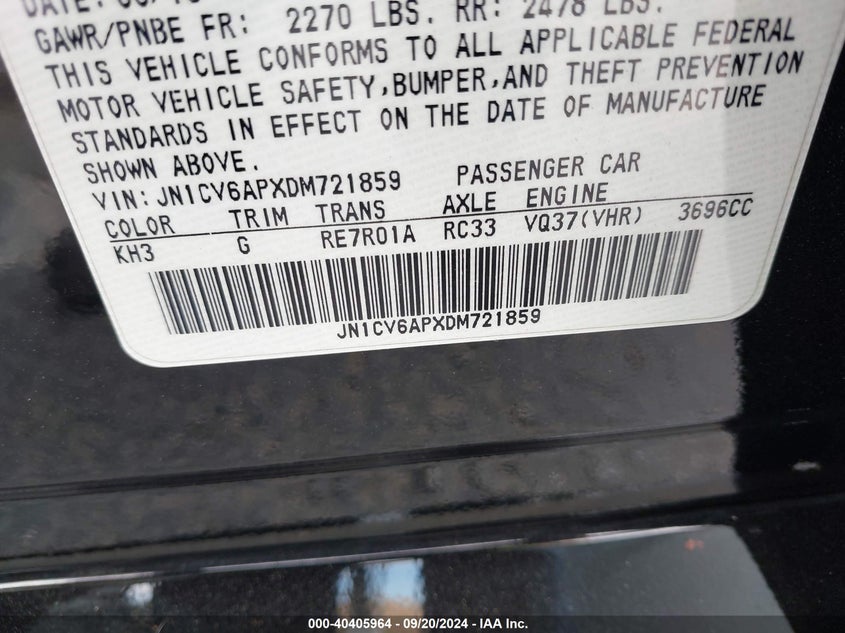 GAWR/PNBE FR: 2270 LBS. RR: 2478 LBS.
THIS VEHICLE CONFORMS TO ALL APPLICABLE FEDERAL
MOTOR VEHICLE SAFETY,BUMPER,AND THEFT PREVENTION
STANDARDS IN EFFECT ON THE DATE OF MANUFACTURE
SHOWN ABOVE.
VIN:JN1CV6APXDM721859 PASSENGER CAR
COLOR TRIM TRANS AXLE ENGINE
KH3 G RE7R01A RC33 VQ37(VHR) 3696CC
JN1CV6APXDM721859
000-40405964 - 09/20/2024 - IAA Inc.